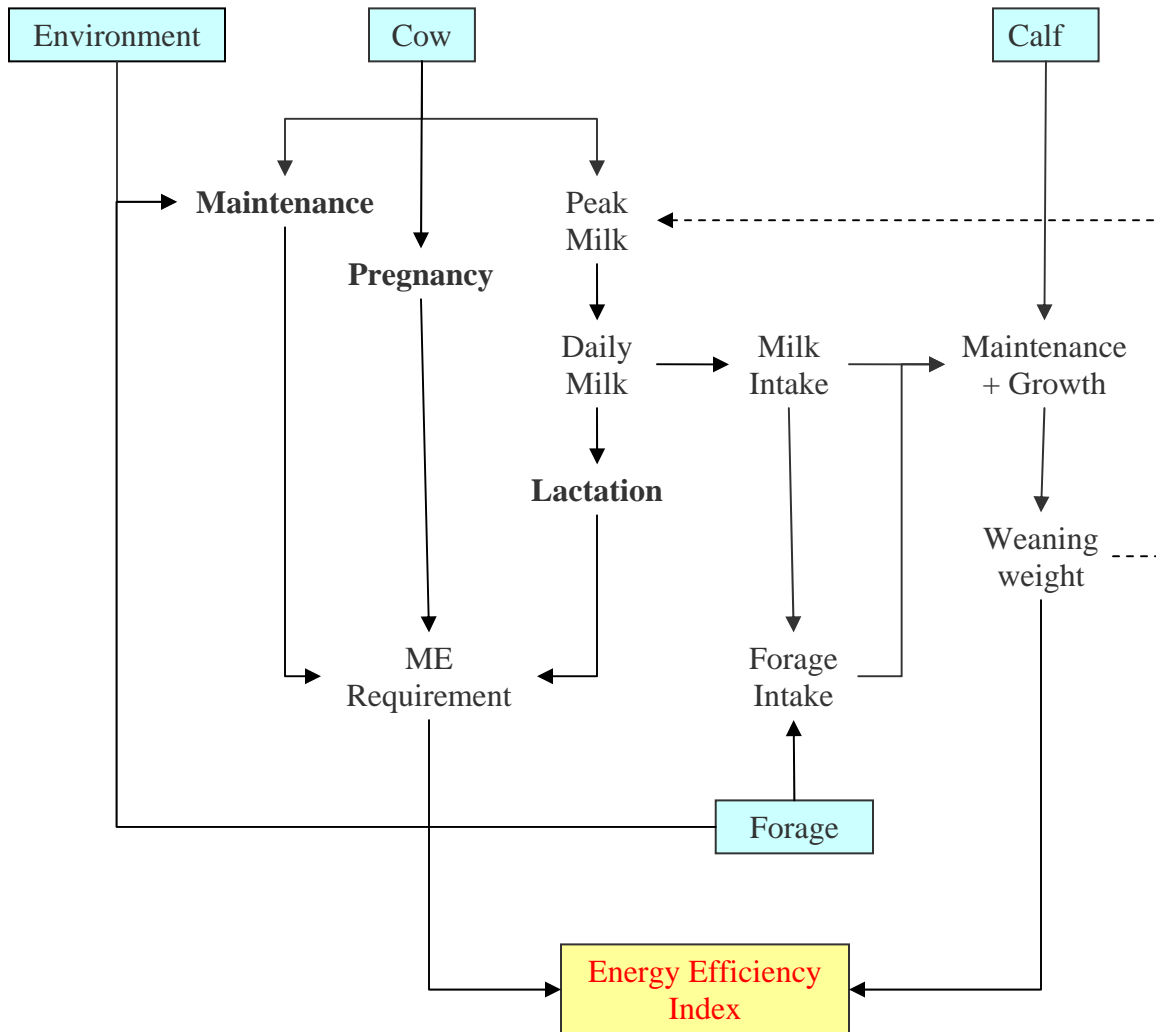 Environment
Cow
Calf
Maintenance
Peak
Milk
Pregnancy
Daily
Milk
Milk
Intake
Maintenance
+ Growth
Lactation
Weaning
weight
ME
Requirement
Forage
Intake
Forage
Energy Efficiency
Index